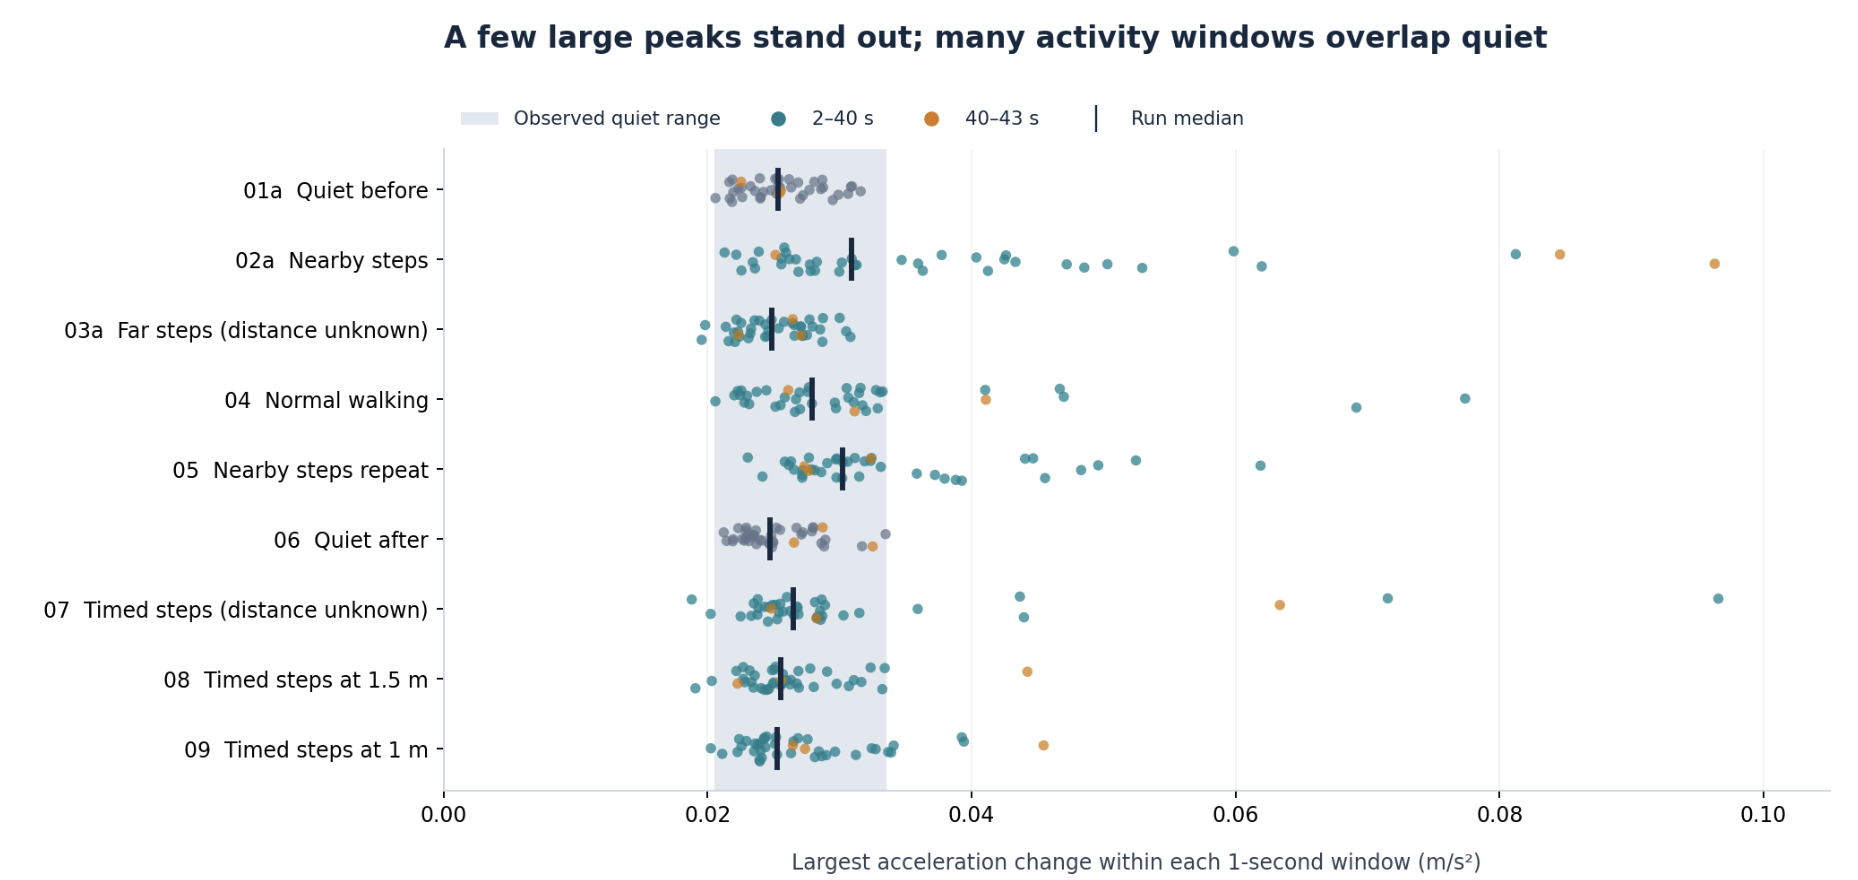 A few large peaks stand out; many activity windows overlap quiet
Observed quiet range 2–40 s 40–43 s Run median
01a Quiet before
02a Nearby steps
03a Far steps (distance unknown)
04 Normal walking
05 Nearby steps repeat
06 Quiet after
07 Timed steps (distance unknown)
08 Timed steps at 1.5 m
09 Timed steps at 1 m
0.00 0.02 0.04 0.06 0.08 0.10
Largest acceleration change within each 1-second window (m/s²)